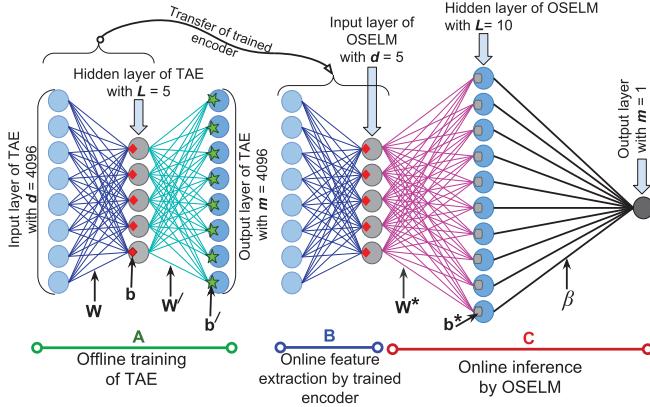 Transfer of trained
encoder
Hidden layer of TAE
with L = 5
Input layer of TAE
with d = 4096
Output layer of TAE
with m = 4096
W
b
W′
b′
A
Offline training
of TAE
Input layer of
OSELM
with d = 5
B
Online feature
extraction by trained
encoder
Hidden layer of OSELM
with L= 10
W*
b*
β
Output layer
with m = 1
C
Online inference
by OSELM